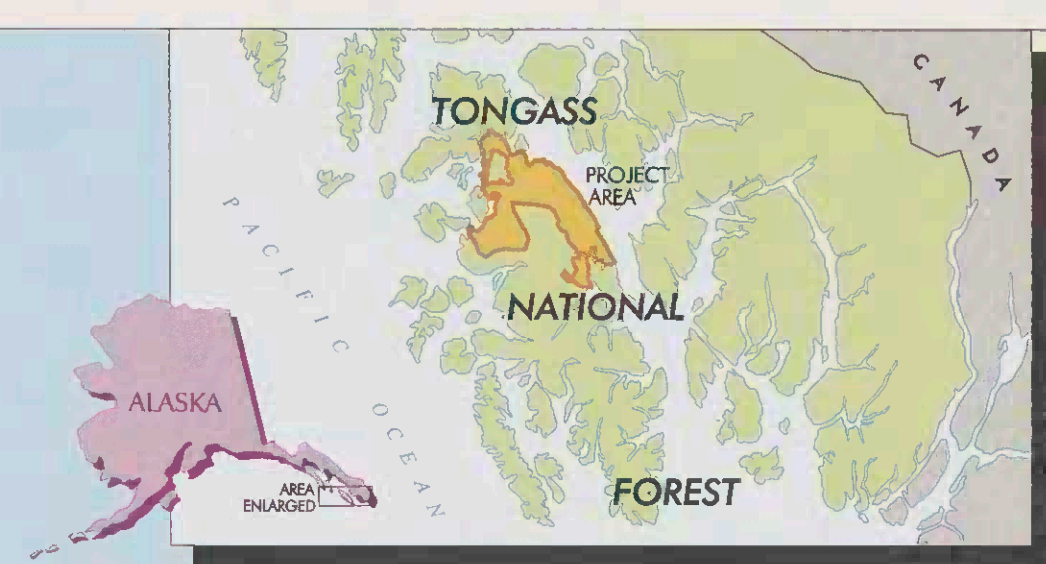 CANADA
TONGASS
PROJECT
AREA
PACIFIC OCEAN
NATIONAL
ALASKA
AREA
ENLARGED
FOREST